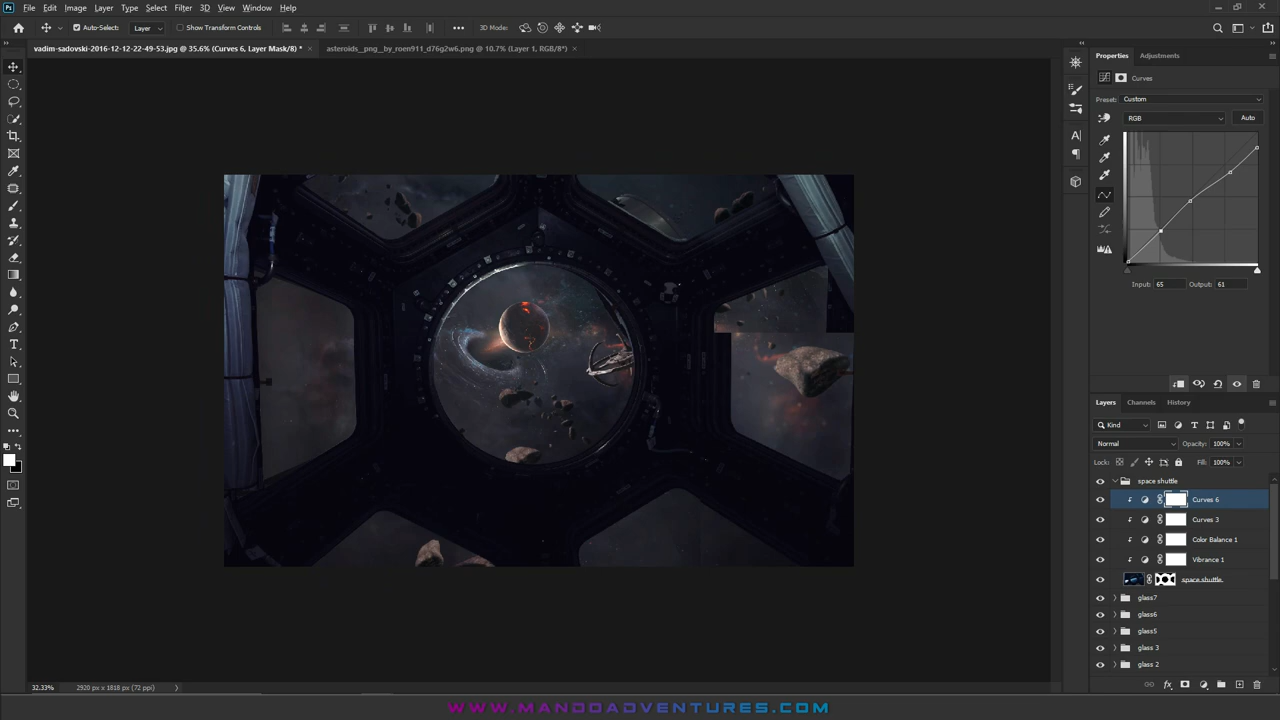 File Edit Image Layer Type Select Filter 3D View Window Help
Auto-Select: Layer Show Transform Controls 3D Mode:
vadim-sadovski-2016-12-12-22-49-53.jpg @ 35.6% (Curves 6, Layer Mask/8) *
asteroids__png__by_roen911_d76g2w6.png @ 10.7% (Layer 1, RGB/8*)
Properties Adjustments
Curves
Preset: Custom
RGB Auto
Input: 65 Output: 61
Layers Channels History
Kind
Normal Opacity: 100%
Lock: Fill: 100%
space shuttle
Curves 6
Curves 3
Color Balance 1
Vibrance 1
space shuttle
glass7
glass6
glass5
glass 3
glass 2
32.33% 2920 px x 1818 px (72 ppi)
WWW.MANDOADVENTURES.COM